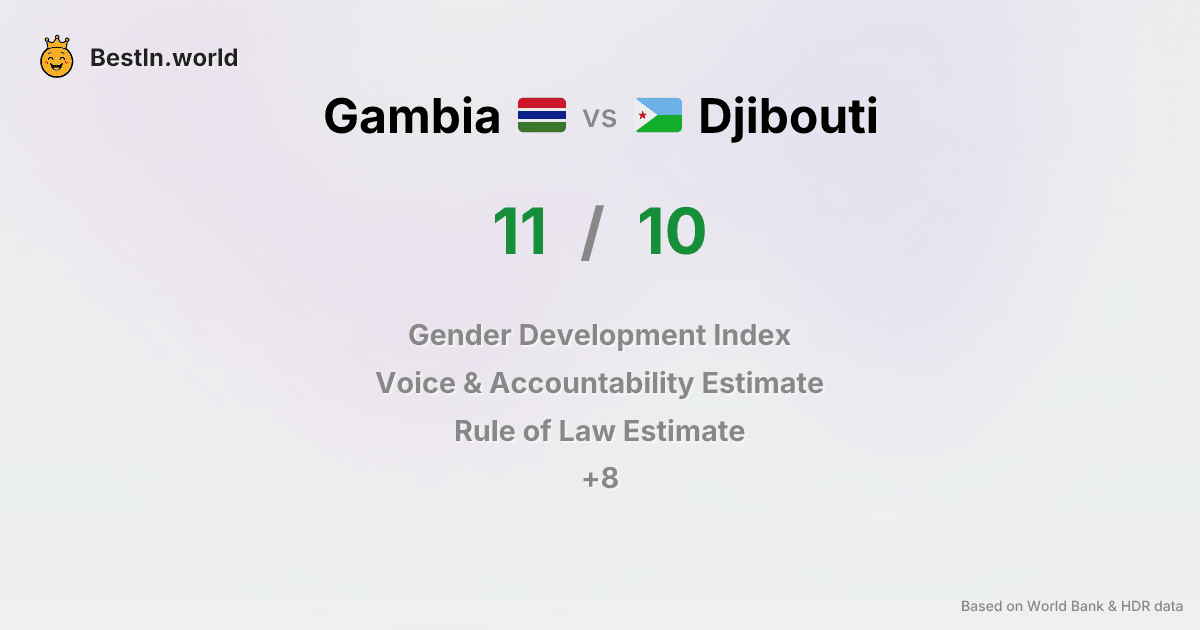 BestIn.world
Gambia vs Djibouti
11 / 10
Gender Development Index
Voice & Accountability Estimate
Rule of Law Estimate
+8
Based on World Bank & HDR data